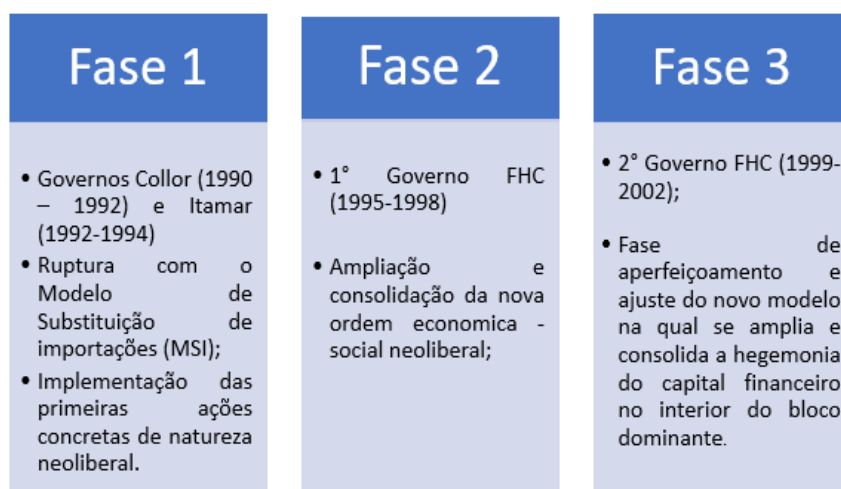 Fase 1
• Governos Collor (1990
– 1992) e Itamar
(1992-1994)
• Ruptura com o
Modelo de
Substituição de
importações (MSI);
• Implementação das
primeiras ações
concretas de natureza
neoliberal.
Fase 2
• 1° Governo FHC
(1995-1998)
• Ampliação e
consolidação da nova
ordem economica -
social neoliberal;
Fase 3
• 2° Governo FHC (1999-
2002);
• Fase de
aperfeiçoamento e
ajuste do novo modelo
na qual se amplia e
consolida a hegemonia
do capital financeiro
no interior do bloco
dominante.